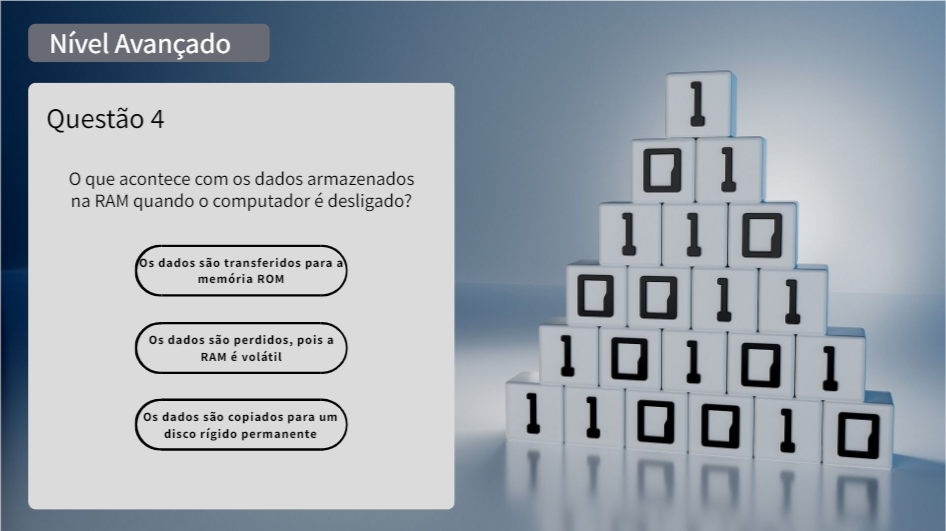 Nível Avançado
Questão 4
O que acontece com os dados armazenados
na RAM quando o computador é desligado?
Os dados são transferidos para a
memória ROM
Os dados são perdidos, pois a
RAM é volátil
Os dados são copiados para um
disco rígido permanente
1
0 1
1 1 0
0 0 1 1
1 0 1 0 1
1 1 0 0 1 0